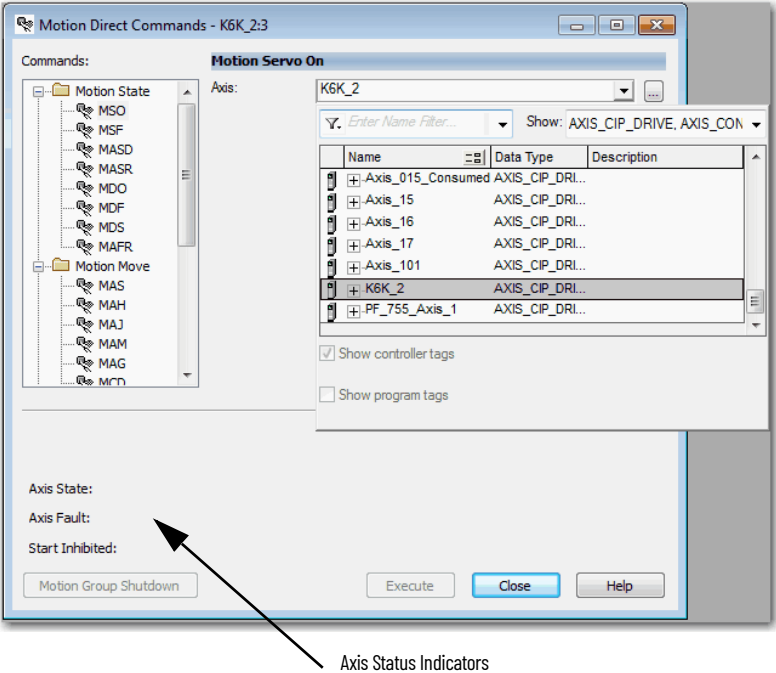 Motion Direct Commands - K6K_2:3
Commands:
Motion State
MSO
MSF
MASD
MASR
MDO
MDF
MDS
MAFR
Motion Move
MAS
MAH
MAJ
MAM
MAG
MCD
Motion Servo On
Axis:
K6K_2
...
Enter Name Filter...
Show: AXIS_CIP_DRIVE, AXIS_CON
Name Data Type Description
Axis_015_Consumed AXIS_CIP_DRI...
Axis_15 AXIS_CIP_DRI...
Axis_16 AXIS_CIP_DRI...
Axis_17 AXIS_CIP_DRI...
Axis_101 AXIS_CIP_DRI...
K6K_2 AXIS_CIP_DRI...
PF_755_Axis_1 AXIS_CIP_DRI...
Show controller tags
Show program tags
Axis State:
Axis Fault:
Start Inhibited:
Motion Group Shutdown Execute Close Help
Axis Status Indicators